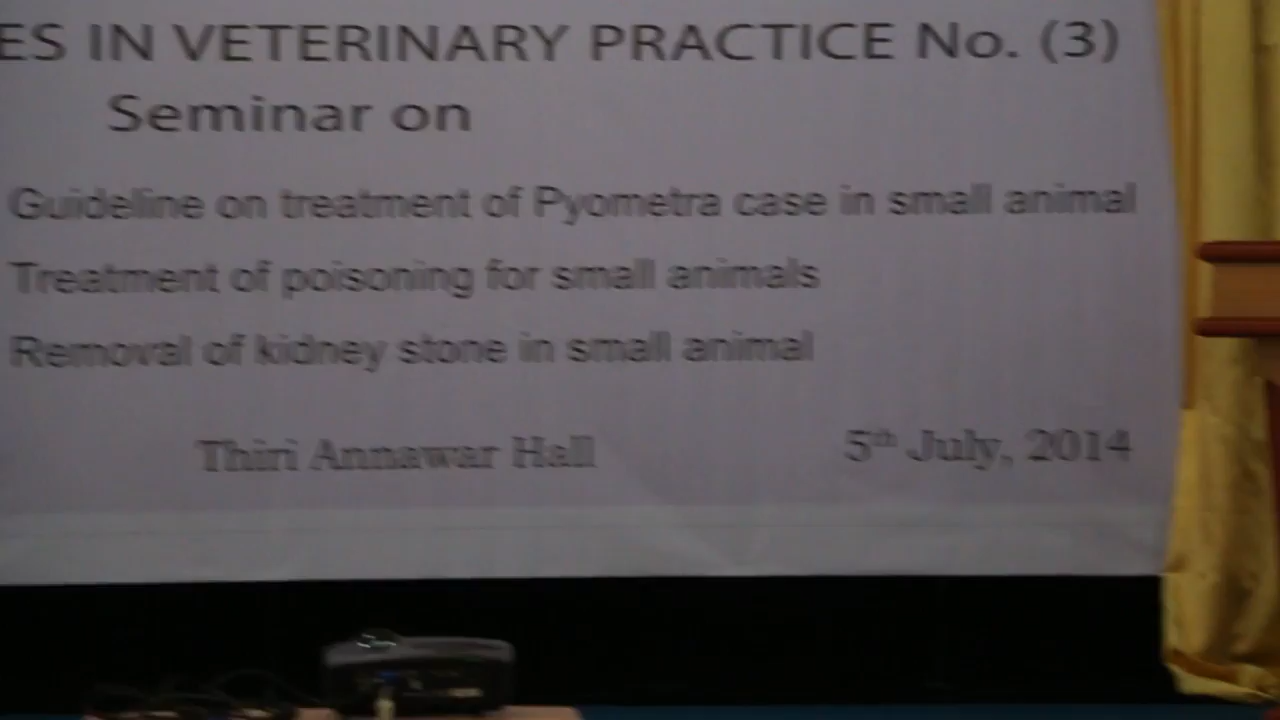 ES IN VETERINARY PRACTICE No. (3)
Seminar on
Guideline on treatment of Pyometra case in small animal
Treatment of poisoning for small animals
Removal of kidney stone in small animal
Thiri Annawar Hall 5th July, 2014